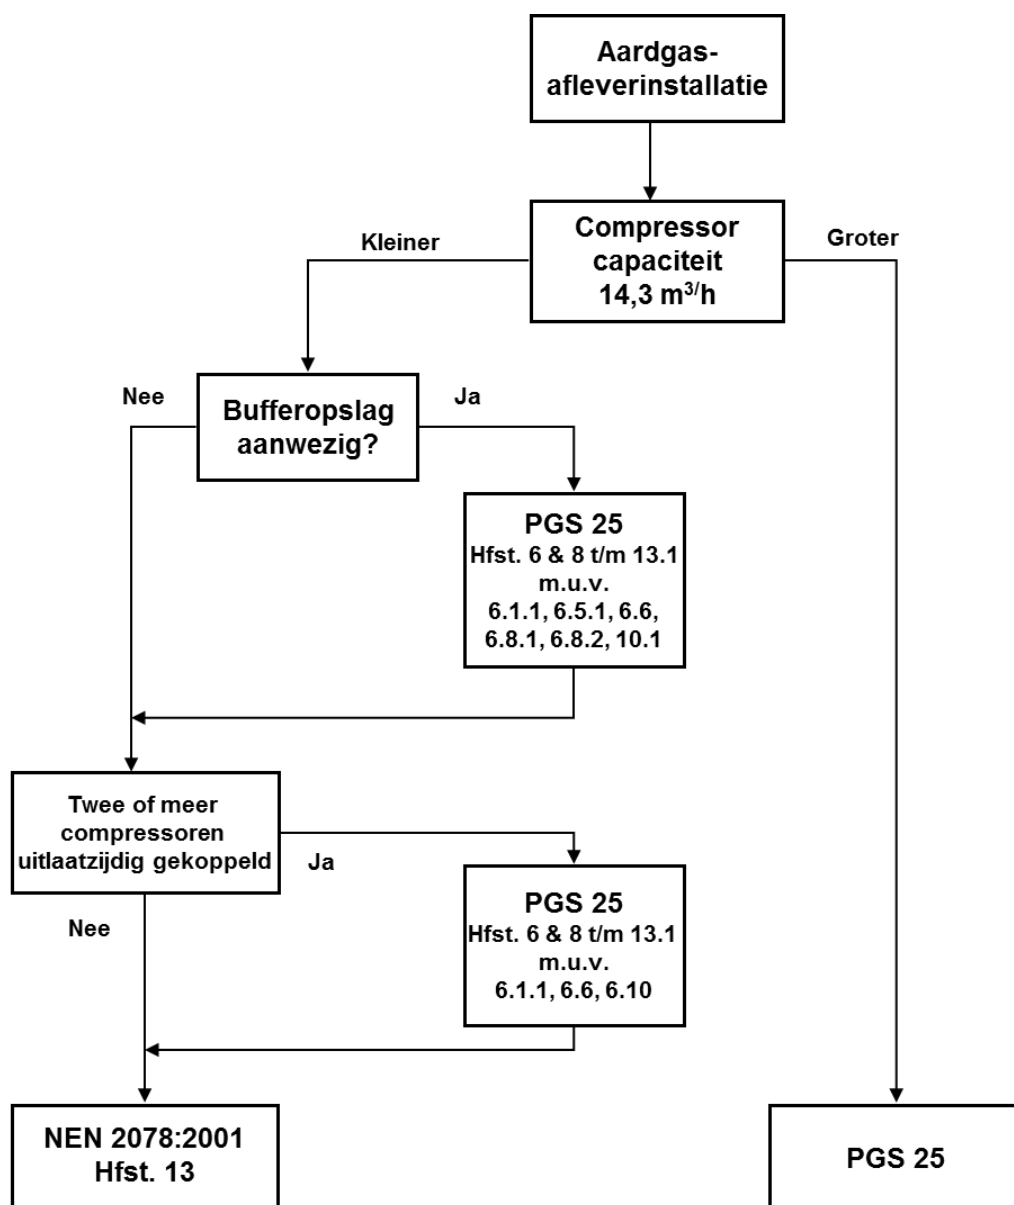 Aardgas-
afleverinstallatie
Compressor
capaciteit
14,3 m³/h
Kleiner
Groter
Bufferopslag
aanwezig?
Nee
Ja
PGS 25
Hfst. 6 & 8 t/m 13.1
m.u.v.
6.1.1, 6.5.1, 6.6,
6.8.1, 6.8.2, 10.1
Twee of meer
compressoren
uitlaatzijdig gekoppeld
Ja
Nee
PGS 25
Hfst. 6 & 8 t/m 13.1
m.u.v.
6.1.1, 6.6, 6.10
NEN 2078:2001
Hfst. 13
PGS 25